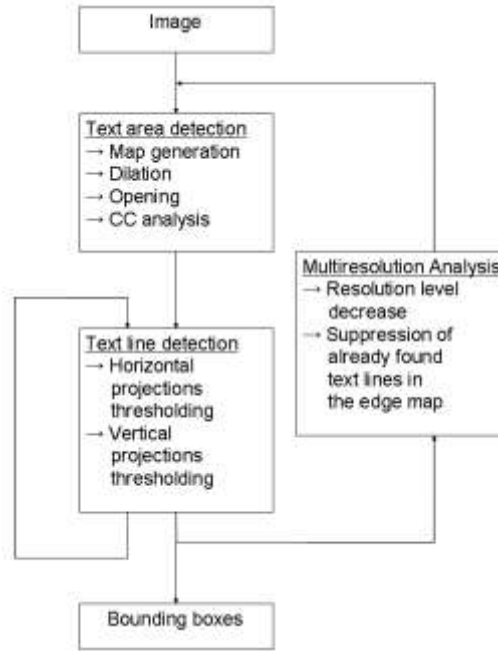 Image
Text area detection
→ Map generation
→ Dilation
→ Opening
→ CC analysis
Multiresolution Analysis
→ Resolution level
decrease
→ Suppression of
already found
text lines in
the edge map
Text line detection
→ Horizontal
projections
thresholding
→ Vertical
projections
thresholding
Bounding boxes